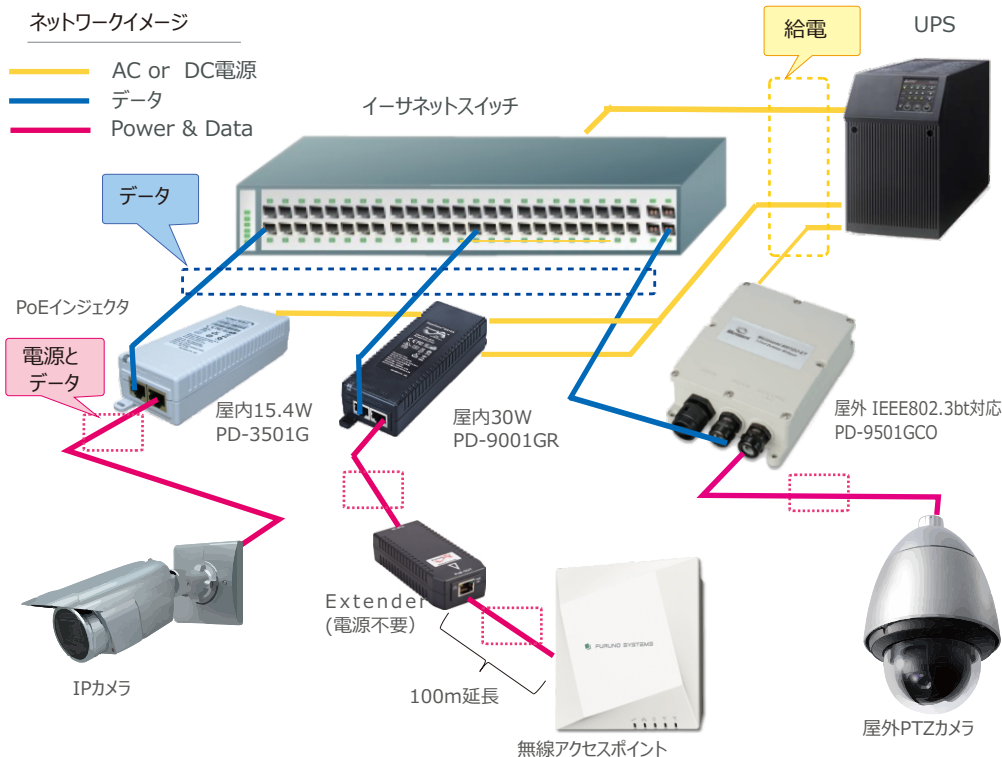 ネットワークイメージ
AC or DC電源
データ
Power & Data
給電
UPS
イーサネットスイッチ
データ
PoEインジェクタ
電源と
データ
屋内15.4W
PD-3501G
屋内30W
PD-9001GR
屋外 IEEE802.3bt対応
PD-9501GCO
Extender
(電源不要)
100m延長
FURUNO SYSTEMS
IPカメラ
無線アクセスポイント
屋外PTZカメラ